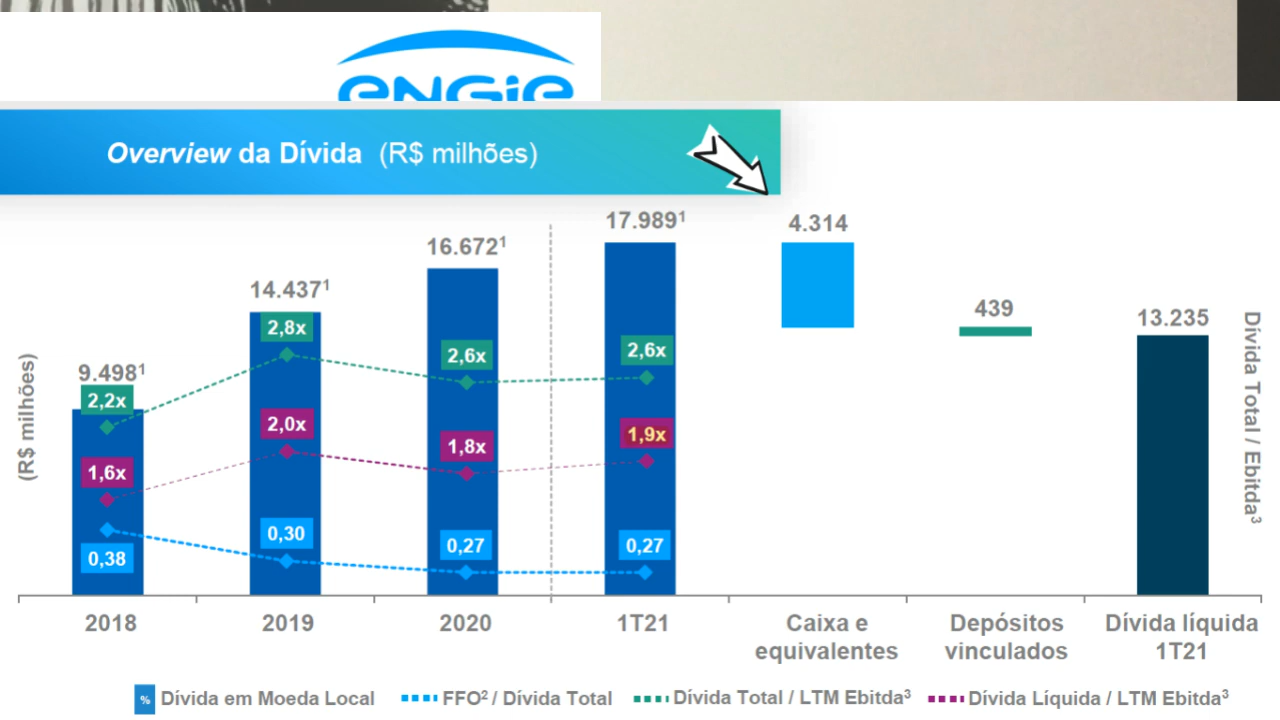 ENGIE
Overview da Dívida (R$ milhões)
17.989¹
4.314
16.672¹
14.437¹
439
13.235
9.498¹
2,8x
2,6x
2,6x
2,2x
2,0x
1,9x
1,8x
1,6x
0,38
0,30
0,27
0,27
(R$ milhões)
Dívida Total / Ebitda³
2018
2019
2020
1T21
Caixa e
equivalentes
Depósitos
vinculados
Dívida líquida
1T21
% Dívida em Moeda Local
FFO² / Dívida Total
Dívida Total / LTM Ebitda³
Dívida Líquida / LTM Ebitda³